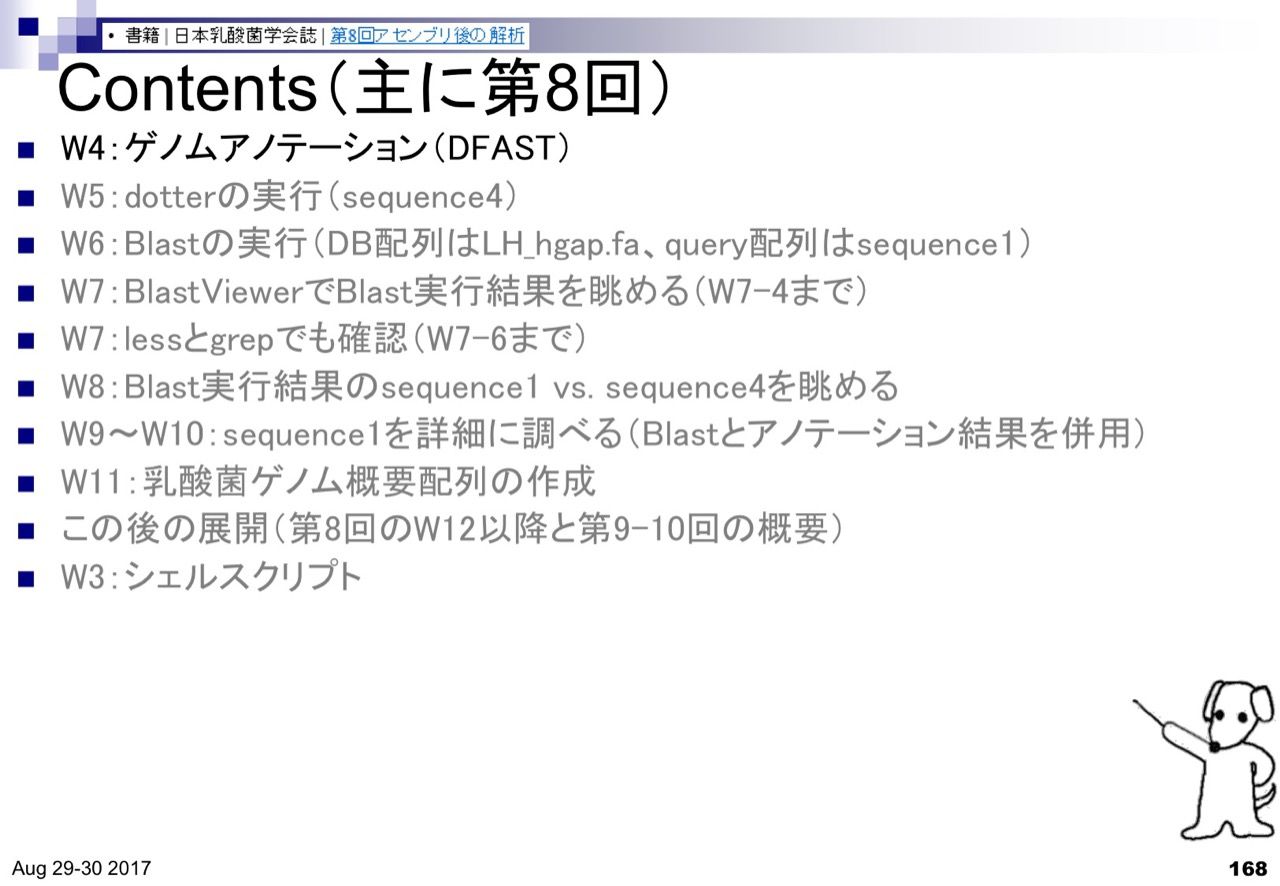 • 書籍 | 日本乳酸菌学会誌 | 第8回アセンブリ後の解析
Contents（主に第8回）
W4：ゲノムアノテーション（DFAST）
W5：dotterの実行（sequence4）
W6：Blastの実行（DB配列はLH_hgap.fa、query配列はsequence1）
W7：BlastViewerでBlast実行結果を眺める（W7-4まで）
W7：lessとgrepでも確認（W7-6まで）
W8：Blast実行結果のsequence1 vs. sequence4を眺める
W9～W10：sequence1を詳細に調べる（Blastとアノテーション結果を併用）
W11：乳酸菌ゲノム概要配列の作成
この後の展開（第8回のW12以降と第9-10回の概要）
W3：シェルスクリプト
Aug 29-30 2017
168